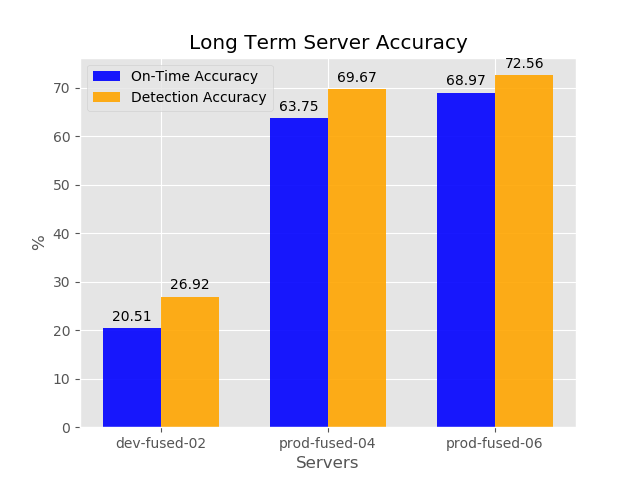 Long Term Server Accuracy
On-Time Accuracy
Detection Accuracy
72.56
69.67
68.97
63.75
26.92
20.51
70
60
50
40
30
20
10
0
%
dev-fused-02
prod-fused-04
prod-fused-06
Servers